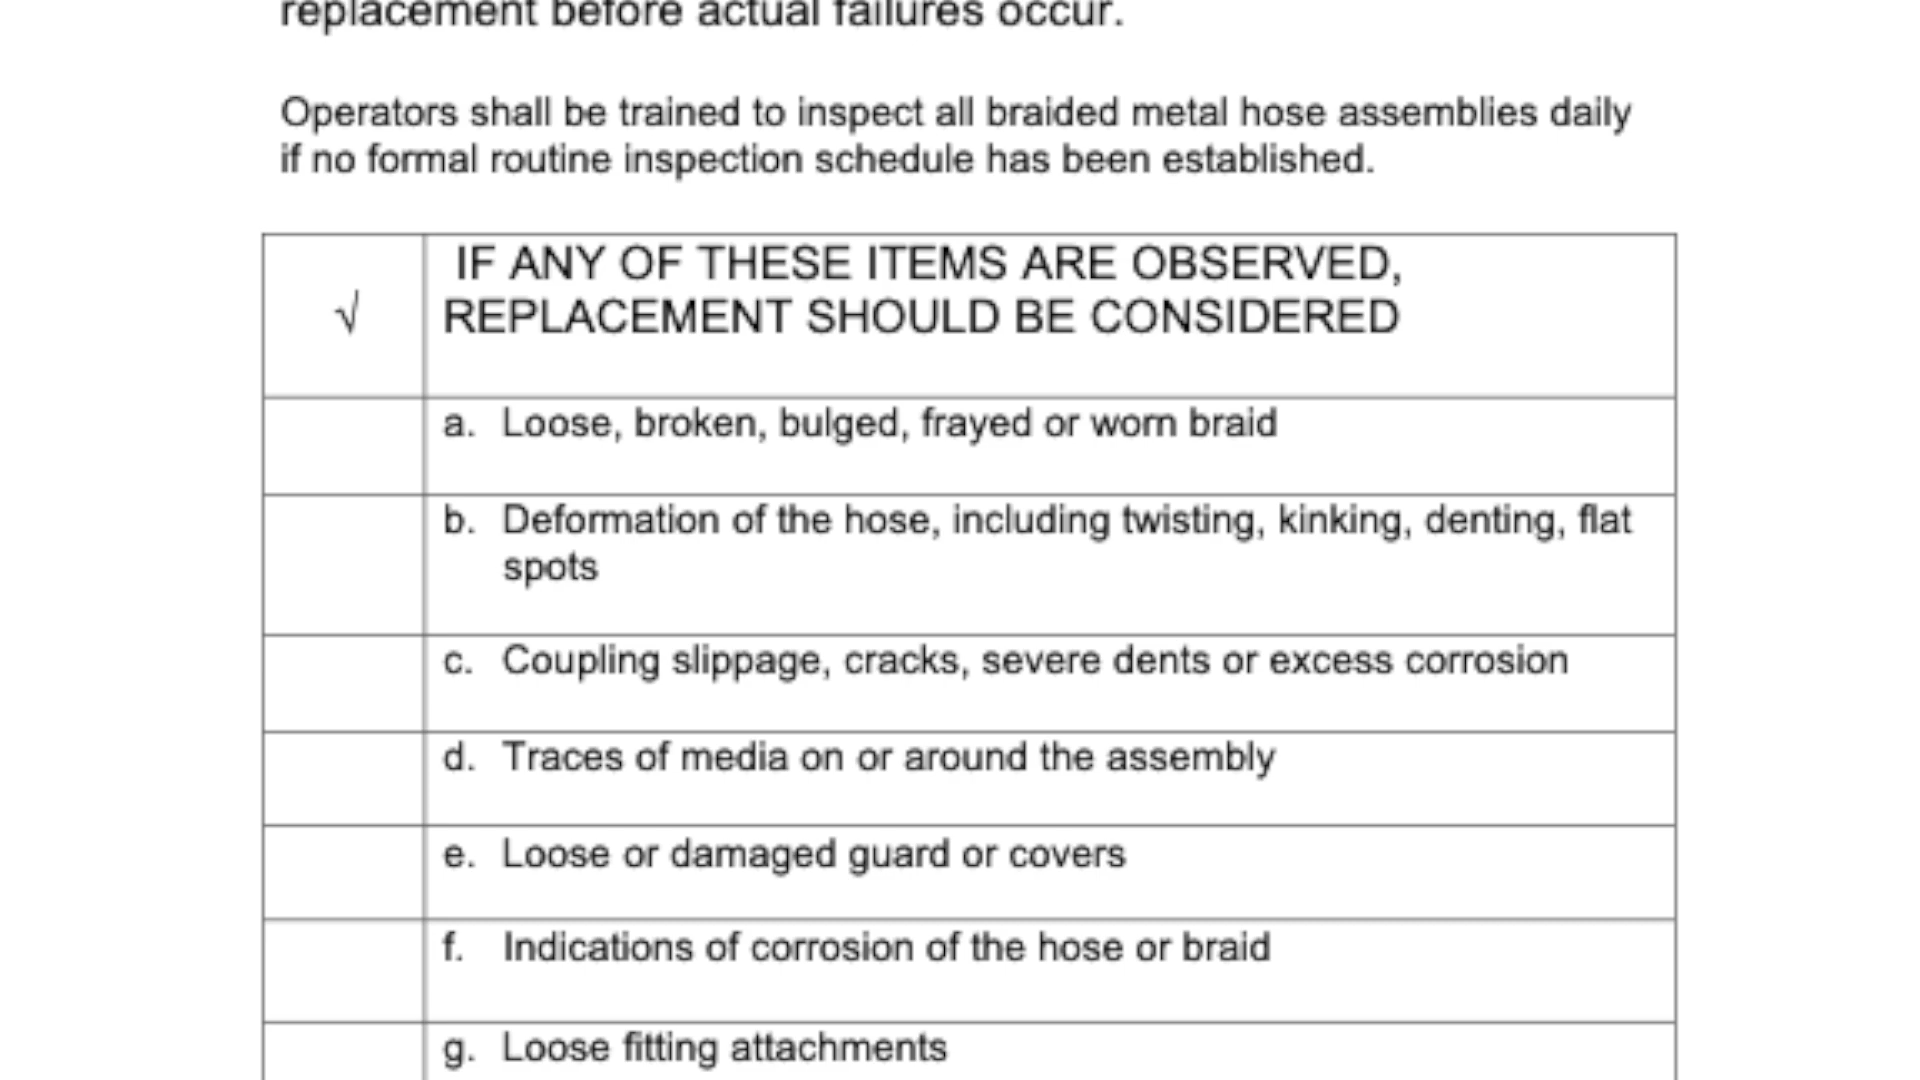 replacement before actual failures occur.
Operators shall be trained to inspect all braided metal hose assemblies daily
if no formal routine inspection schedule has been established.
√
IF ANY OF THESE ITEMS ARE OBSERVED,
REPLACEMENT SHOULD BE CONSIDERED
a. Loose, broken, bulged, frayed or worn braid
b. Deformation of the hose, including twisting, kinking, denting, flat
spots
c. Coupling slippage, cracks, severe dents or excess corrosion
d. Traces of media on or around the assembly
e. Loose or damaged guard or covers
f. Indications of corrosion of the hose or braid
g. Loose fitting attachments